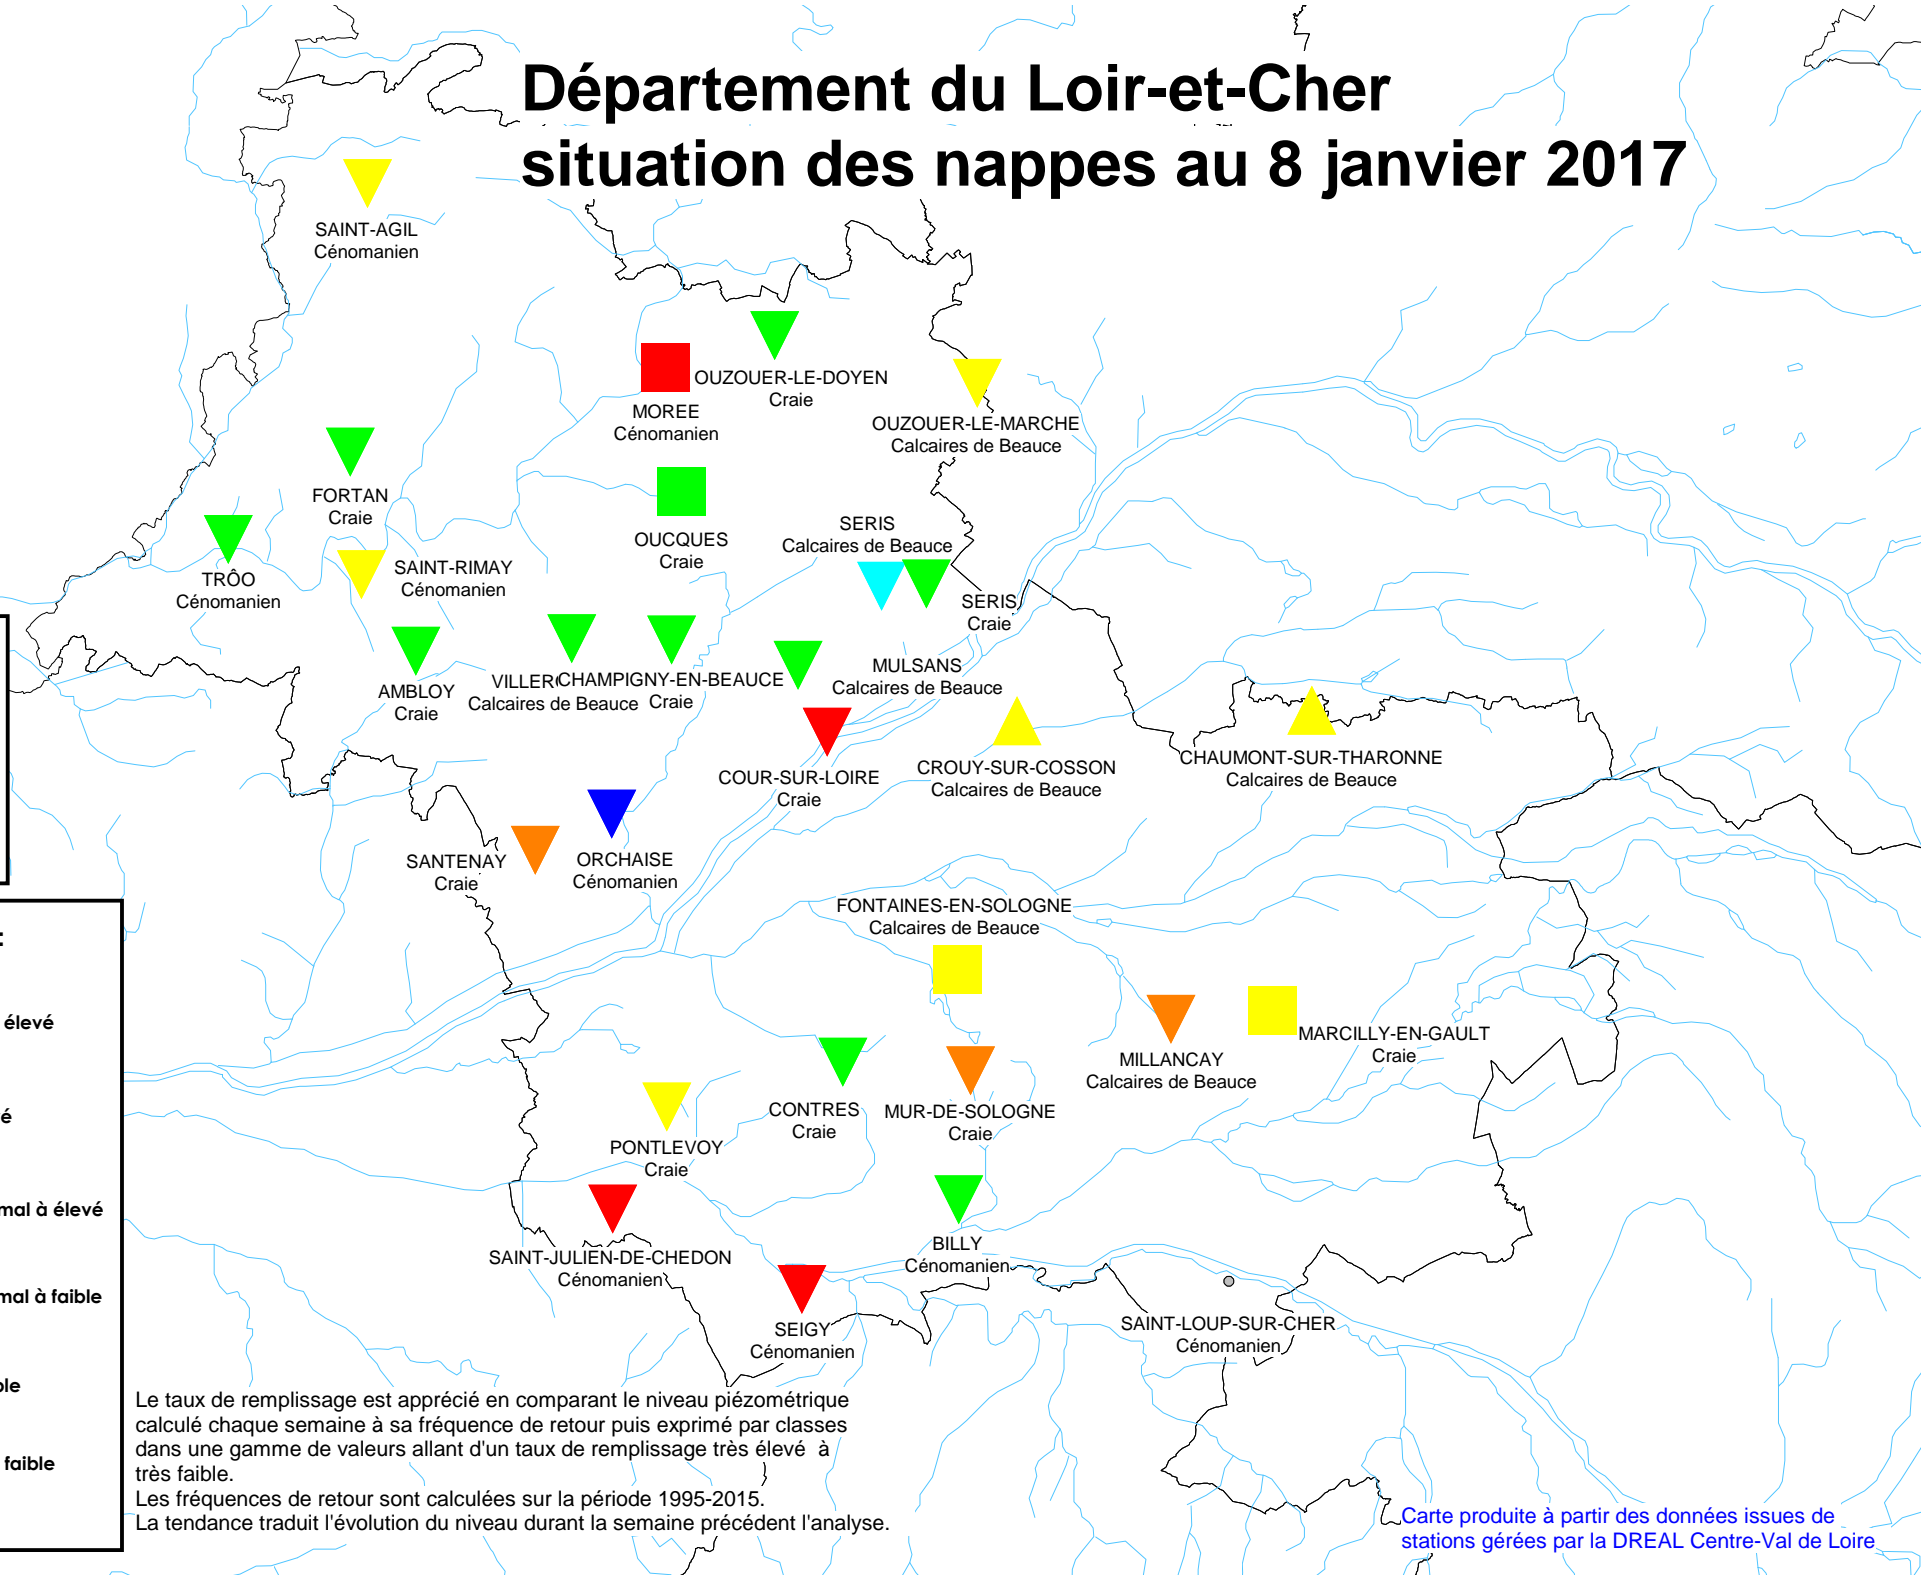 Département du Loir-et-Cher
situation des nappes au 8 janvier 2017
SAINT-AGIL
Cénomanien
OUZOUER-LE-DOYEN
Craie
MOREE
Cénomanien
OUZOUER-LE-MARCHE
Calcaires de Beauce
FORTAN
Craie
OUCQUES
Craie
SERIS
Calcaires de Beauce
TRÔO
Cénomanien
SAINT-RIMAY
Cénomanien
SERIS
Craie
AMBLOY
Craie
Calcaires de Beauce
CHAMPIGNY-EN-BEAUCE
Craie
MULSANS
Calcaires de Beauce
COUR-SUR-LOIRE
Craie
CROUY-SUR-COSSON
Calcaires de Beauce
CHAUMONT-SUR-THARONNE
Calcaires de Beauce
SANTENAY
Craie
ORCHAISE
Cénomanien
FONTAINES-EN-SOLOGNE
Calcaires de Beauce
MILLANCAY
Calcaires de Beauce
MARCILLY-EN-GAULT
Craie
CONTRES
Craie
MUR-DE-SOLOGNE
Craie
PONTLEVOY
Craie
SAINT-JULIEN-DE-CHEDON
Cénomanien
BILLY
Cénomanien
SEIGY
Cénomanien
SAINT-LOUP-SUR-CHER
Cénomanien
:
élevé
à élevé
à faible
faible
Le taux de remplissage est apprécié en comparant le niveau piézométrique
calculé chaque semaine à sa fréquence de retour puis exprimé par classes
dans une gamme de valeurs allant d'un taux de remplissage très élevé à
très faible.
Les fréquences de retour sont calculées sur la période 1995-2015.
La tendance traduit l'évolution du niveau durant la semaine précédent l'analyse.
Carte produite à partir des données issues de
stations gérées par la DREAL Centre-Val de Loire